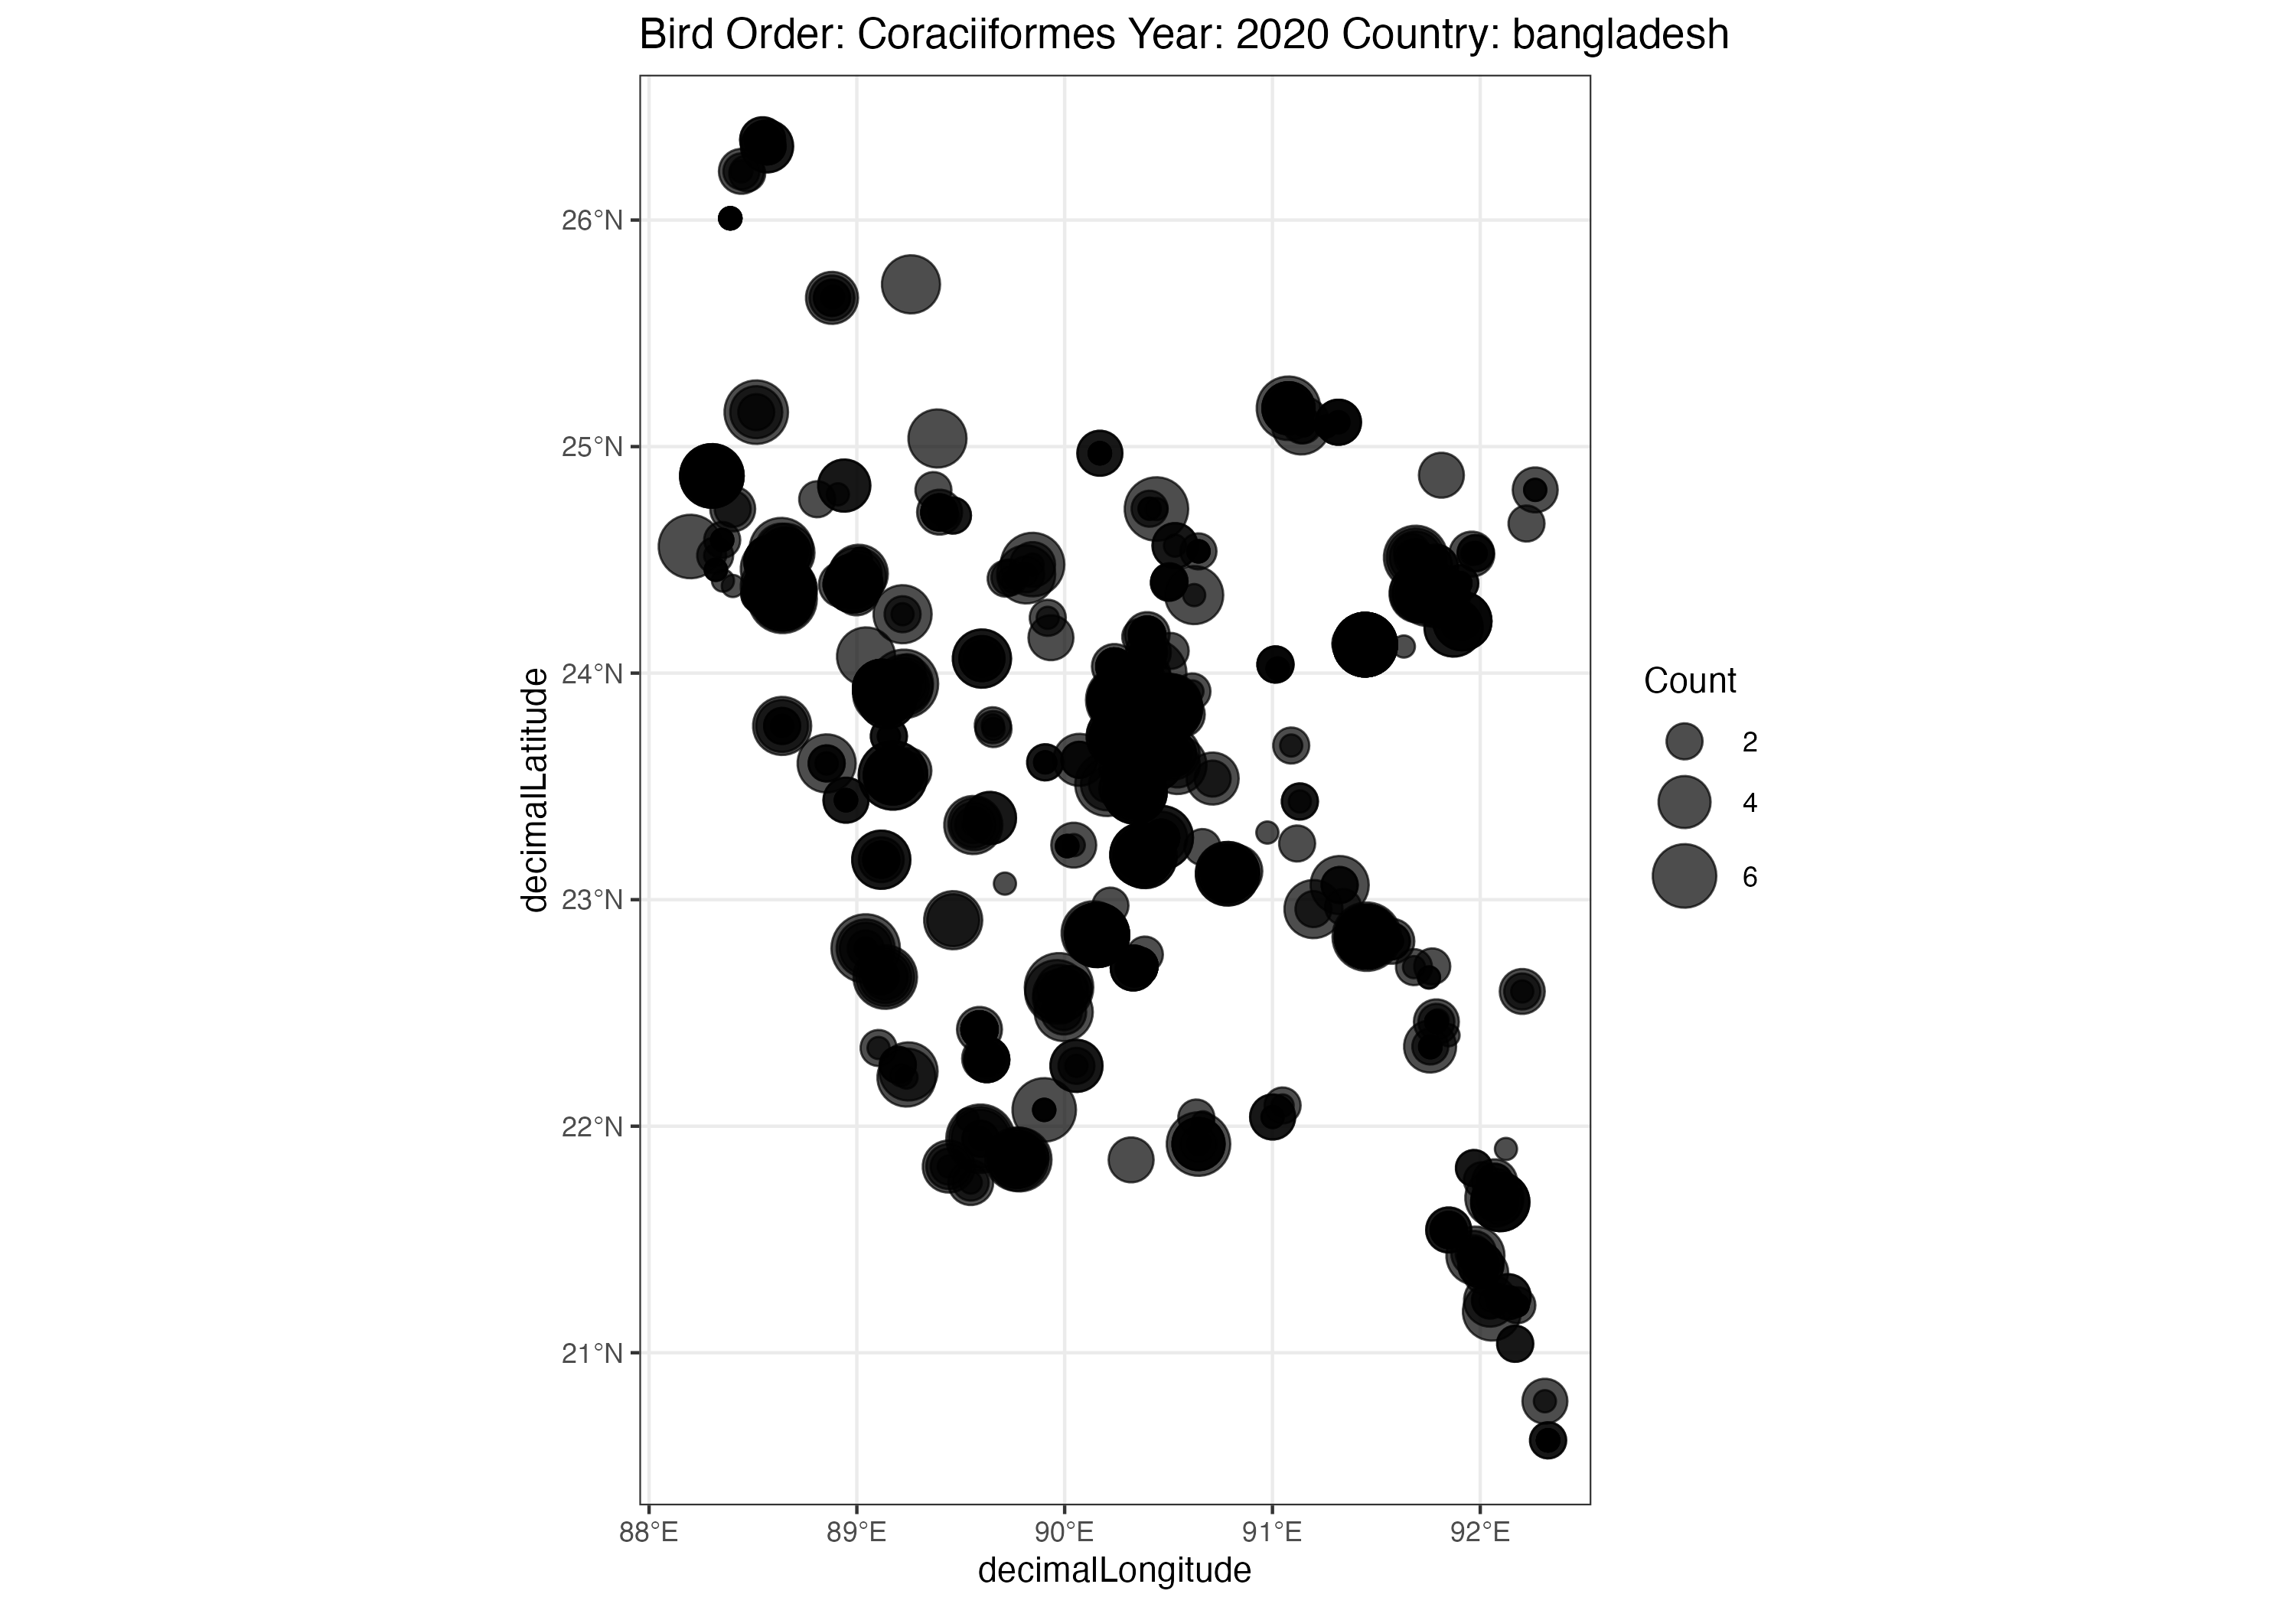 Bird Order: Coraciiformes Year: 2020 Country: bangladesh
26°N
25°N
24°N
23°N
22°N
21°N
decimalLatitude
88°E
89°E
90°E
91°E
92°E
decimalLongitude
Count
2
4
6